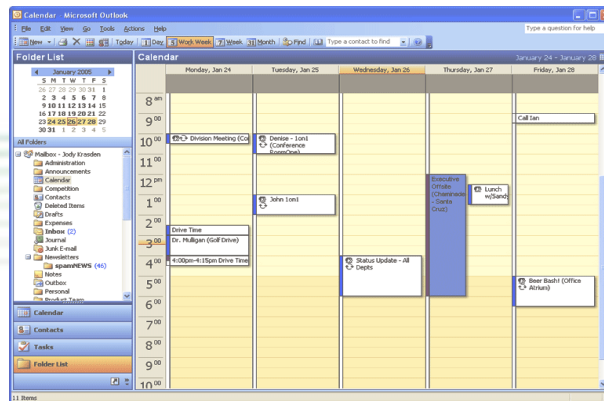 Calendar - Microsoft Outlook
File Edit View Go Tools Actions Help
Type a question for help
New Today 1 Day 5 Work Week 7 Week 31 Month Find Type a contact to find
Folder List
Calendar
January 24 - January 28
January 2005
S M T W T F S
26 27 28 29 30 31 1
2 3 4 5 6 7 8
9 10 11 12 13 14 15
16 17 18 19 20 21 22
23 24 25 26 27 28 29
30 31 1 2 3 4 5
All Folders
Mailbox - Jody Krasden
Administration
Announcements
Calendar
Competition
Contacts
Deleted Items
Drafts
Expenses
Inbox (2)
Journal
Junk E-mail
Newsletters
spamNEWS (46)
Notes
Outbox
Personal
Product Team
Calendar
Contacts
Tasks
Folder List
11 Items
Monday, Jan 24
Tuesday, Jan 25
Wednesday, Jan 26
Thursday, Jan 27
Friday, Jan 28
8 am
9 00
10 00
11 00
12 pm
1 00
2 00
3 00
4 00
5 00
6 00
7 00
8 00
9 00
10 00
Division Meeting (Col
Drive Time
Dr. Mulligan (Golf Drive)
4:00pm-4:15pm Drive Time
Denise - 1on1
(Conference
RoomOne)
John 1on1
Status Update - All
Depts
Executive
Offsite
(Chaminade
- Santa
Cruz)
Lunch
w/Sandy
Call Ian
Beer Bash! (Office
Atrium)